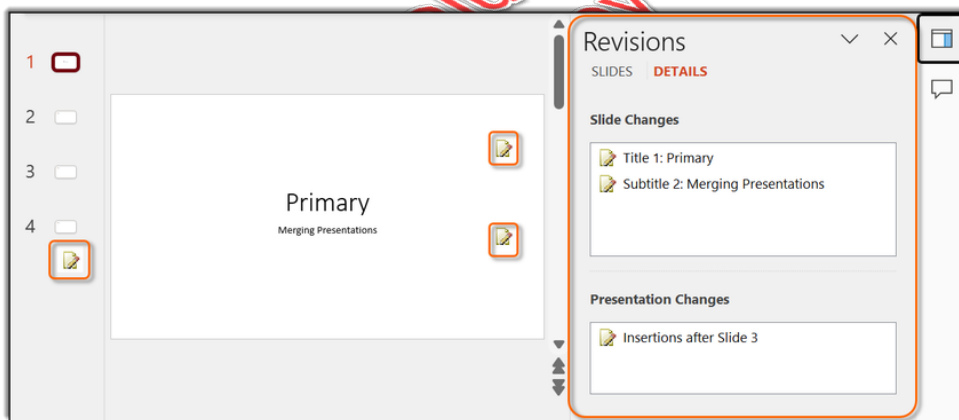 1
2
3
4
Primary
Merging Presentations
Revisions
SLIDES DETAILS
Slide Changes
Title 1: Primary
Subtitle 2: Merging Presentations
Presentation Changes
Insertions after Slide 3